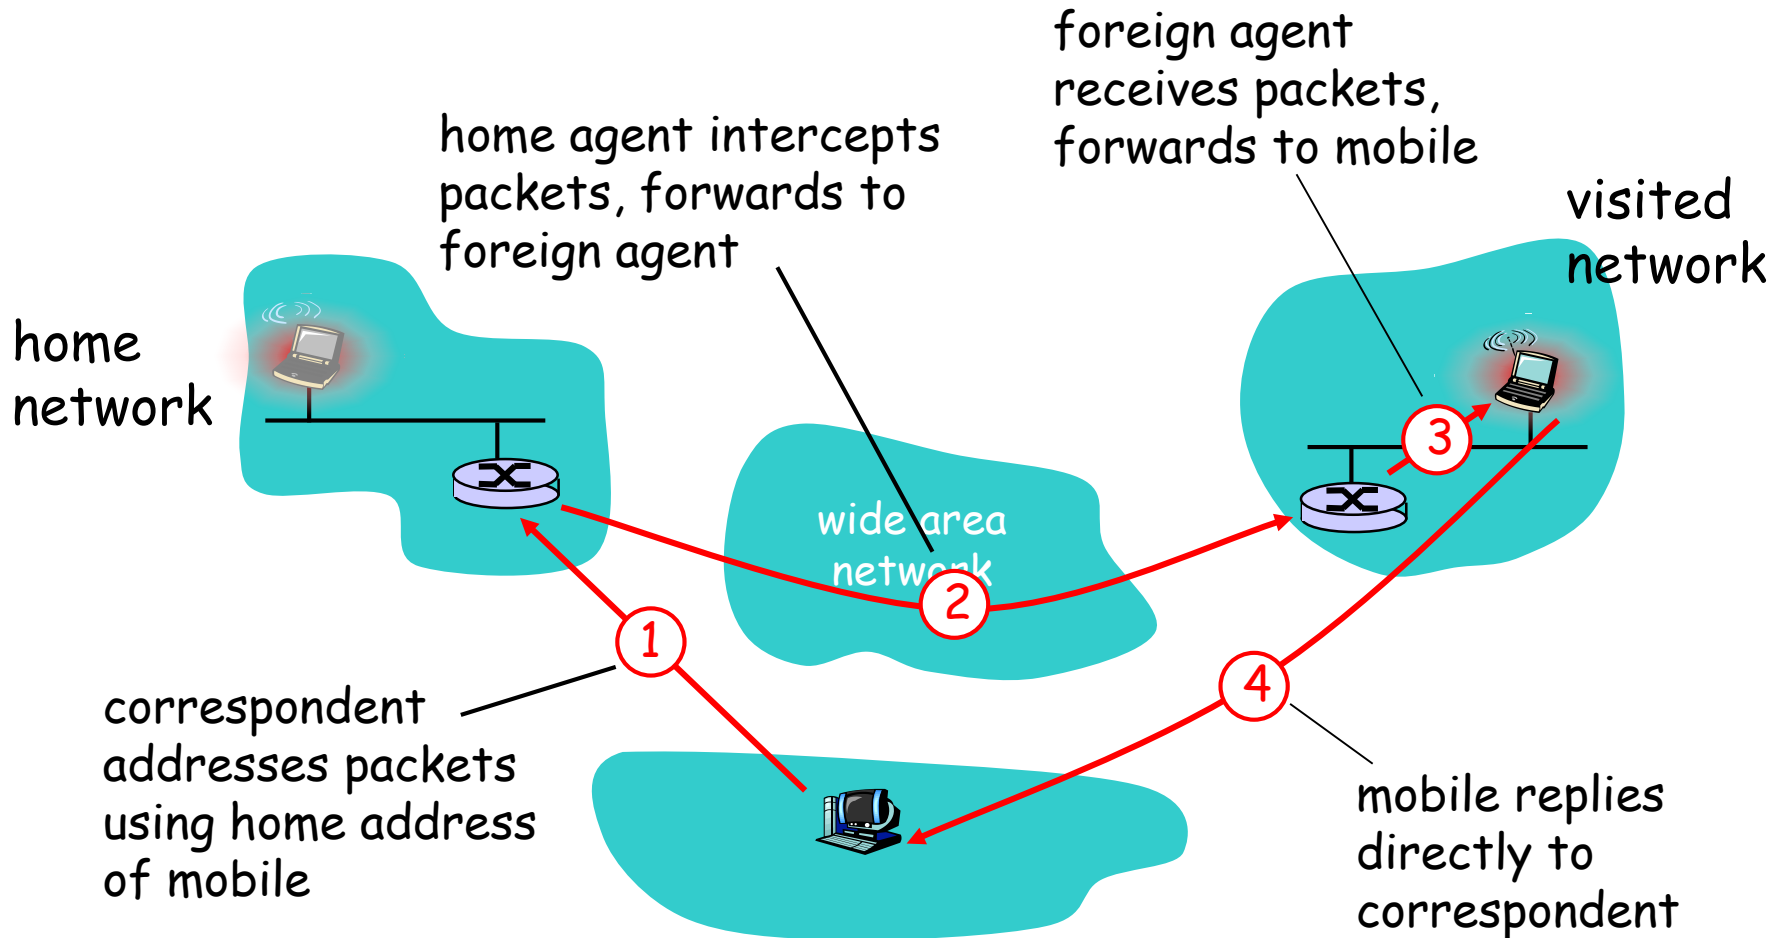 foreign agent
receives packets,
forwards to mobile
home agent intercepts
packets, forwards to
foreign agent
visited
network
home
network
3
wide area
network
2
1
4
correspondent
addresses packets
using home address
of mobile
mobile replies
directly to
correspondent